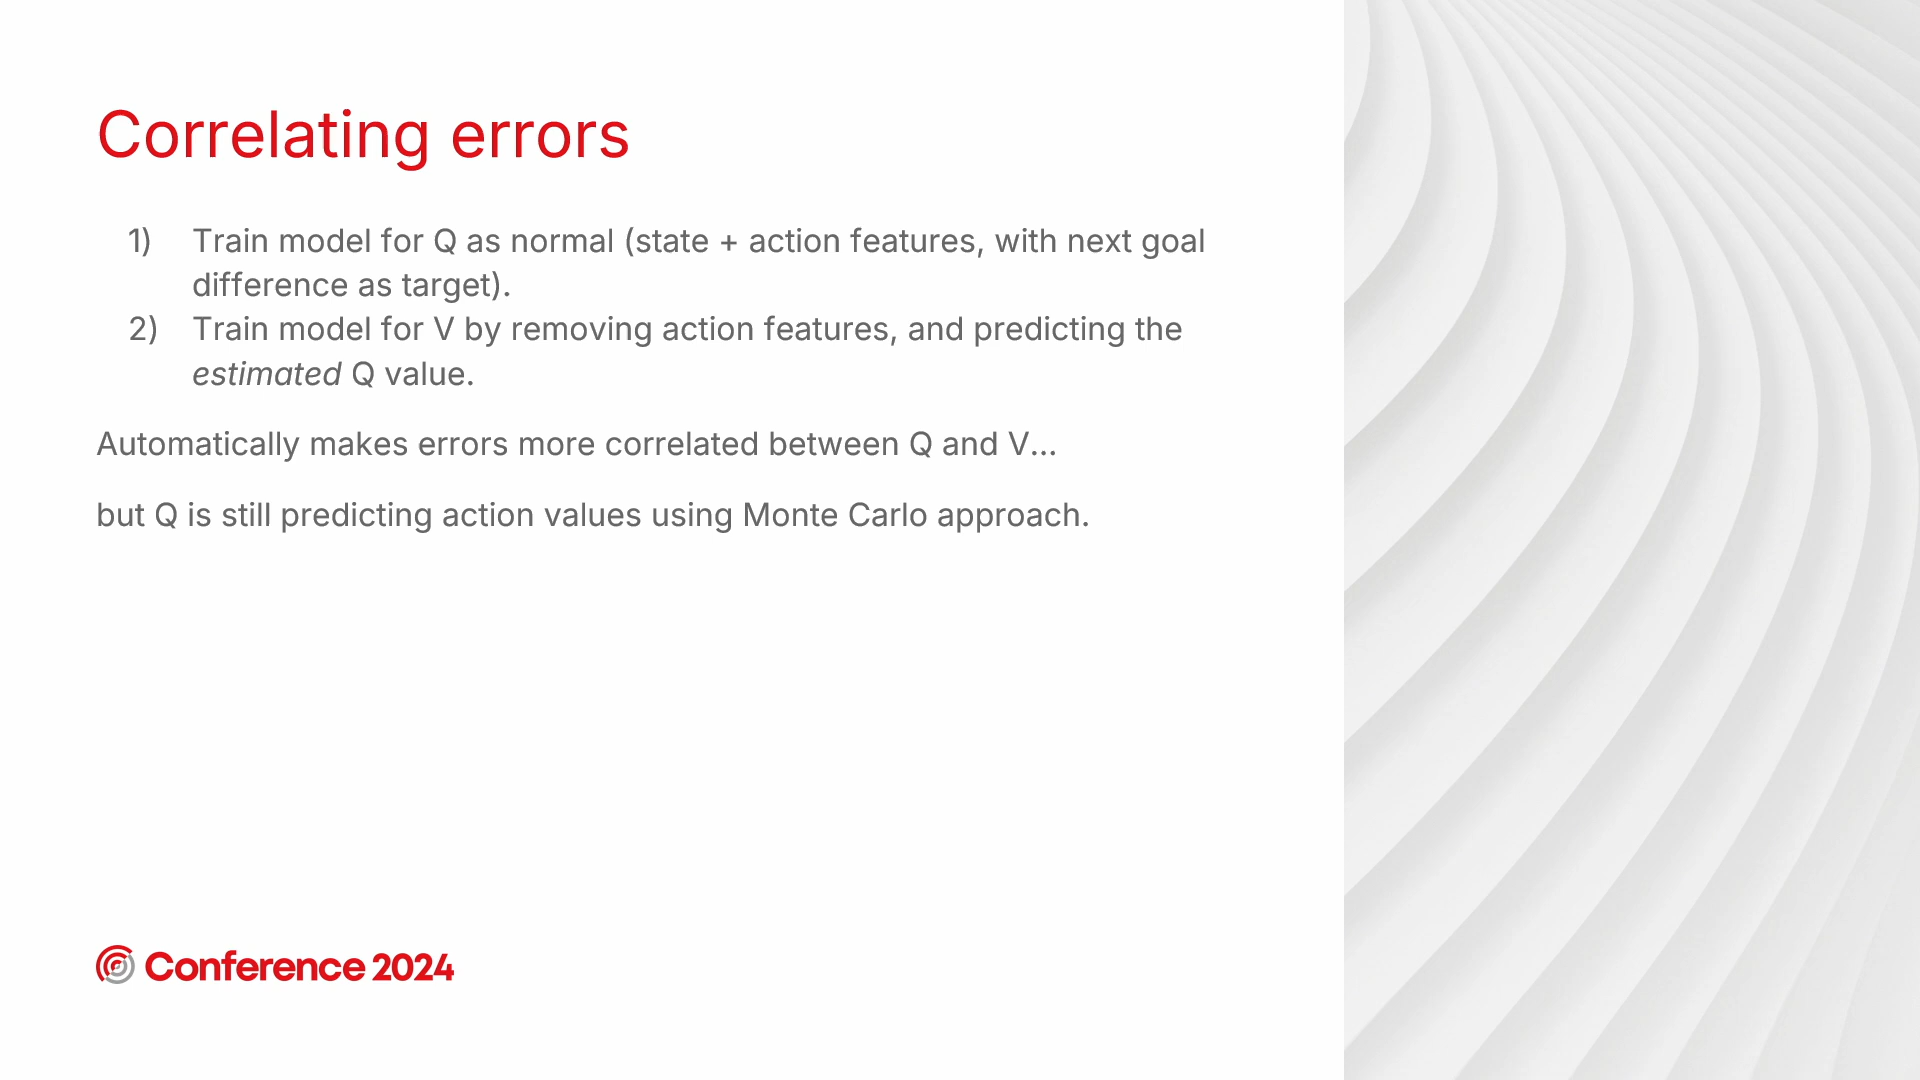 Correlating errors
1) Train model for Q as normal (state + action features, with next goal
difference as target).
2) Train model for V by removing action features, and predicting the
estimated Q value.
Automatically makes errors more correlated between Q and V...
but Q is still predicting action values using Monte Carlo approach.
Conference 2024